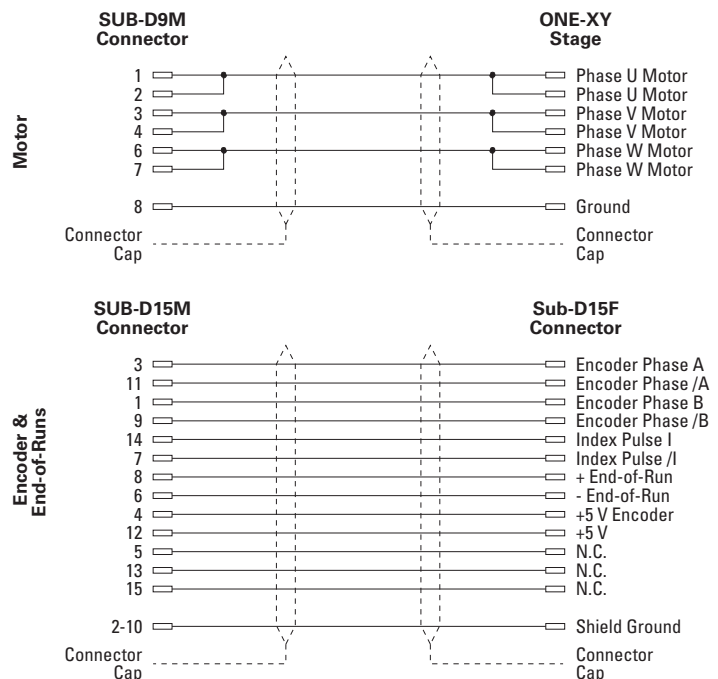 SUB-D9M
Connector
ONE-XY
Stage
Motor
1 Phase U Motor
2 Phase U Motor
3 Phase V Motor
4 Phase V Motor
6 Phase W Motor
7 Phase W Motor
8 Ground
Connector
Cap
Connector
Cap
SUB-D15M
Connector
Sub-D15F
Connector
Encoder &
End-of-Runs
3 Encoder Phase A
11 Encoder Phase /A
1 Encoder Phase B
9 Encoder Phase /B
14 Index Pulse I
7 Index Pulse /I
8 + End-of-Run
6 - End-of-Run
4 +5 V Encoder
12 +5 V
5 N.C.
13 N.C.
15 N.C.
2-10 Shield Ground
Connector
Cap
Connector
Cap